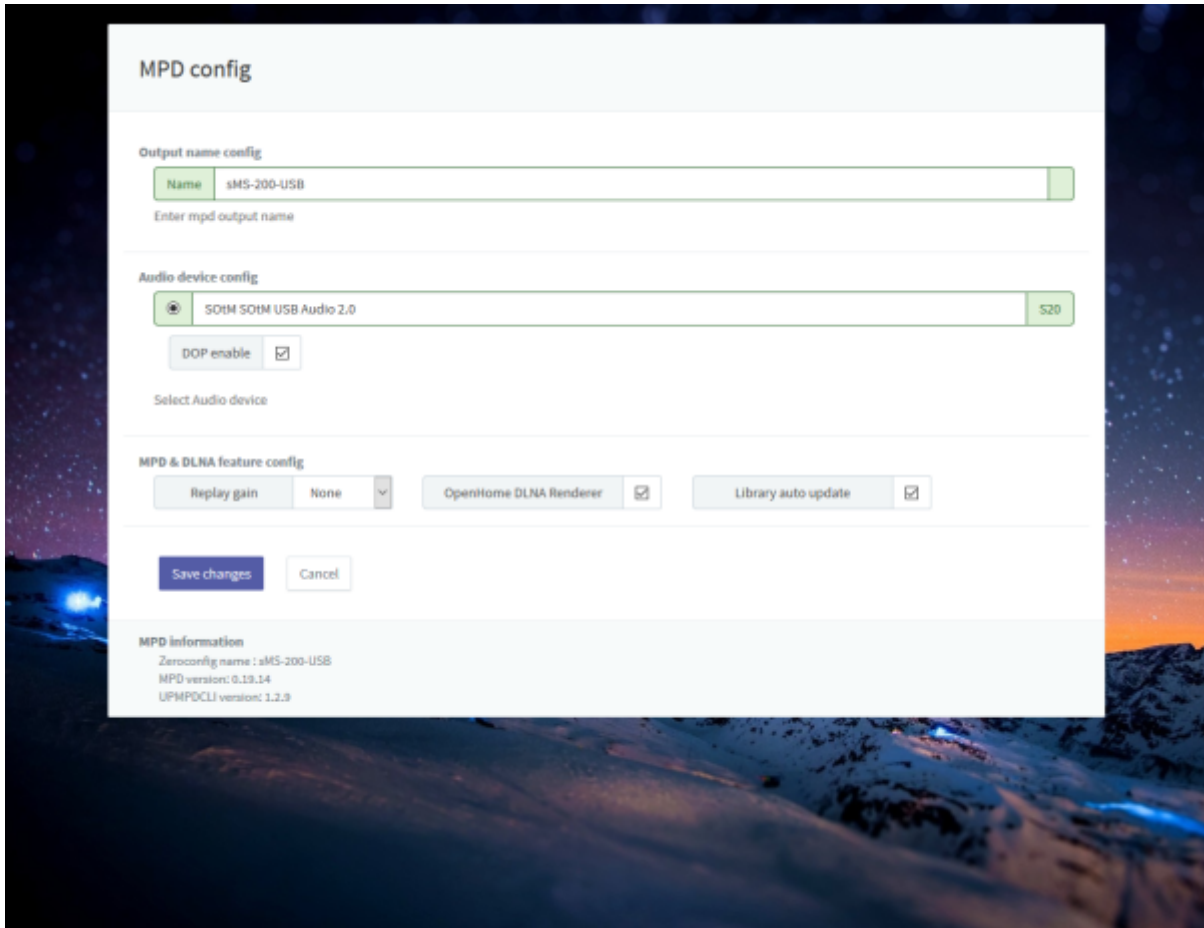 MPD config
Output name config
Name sMS-200-USB
Enter mpd output name
Audio device config
SOtM SOtM USB Audio 2.0 S20
DOP enable
Select Audio device
MPD & DLNA feature config
Replay gain None OpenHome DLNA Renderer Library auto update
Save changes Cancel
MPD information
Zeroconfig name : sMS-200-USB
MPD version: 0.19.14
UPMPDCLI version: 1.2.9